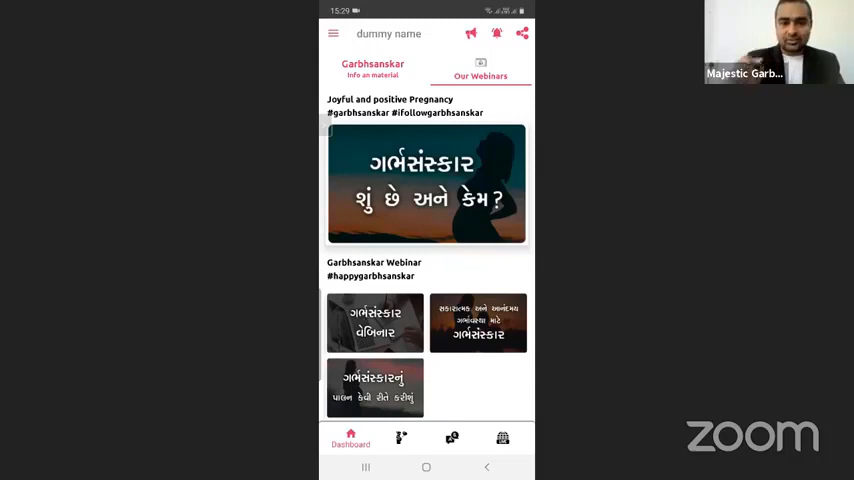 15:29
dummy name
Garbhsanskar
Info an material
Our Webinars
Joyful and positive Pregnancy
#garbhsanskar #ifollowgarbhsanskar
ગર્ભસંસ્કાર
શું છે અને કેમ?
Garbhsanskar Webinar
#happygarbhsanskar
ગર્ભસંસ્કાર
વેબિનાર
સકારાત્મક અને આનંદમય
ગર્ભાવસ્થા માટે
ગર્ભસંસ્કાર
ગર્ભસંસ્કારનું
પાલન કેવી રીતે કરીશું
Dashboard
Majestic Garb...
zoom